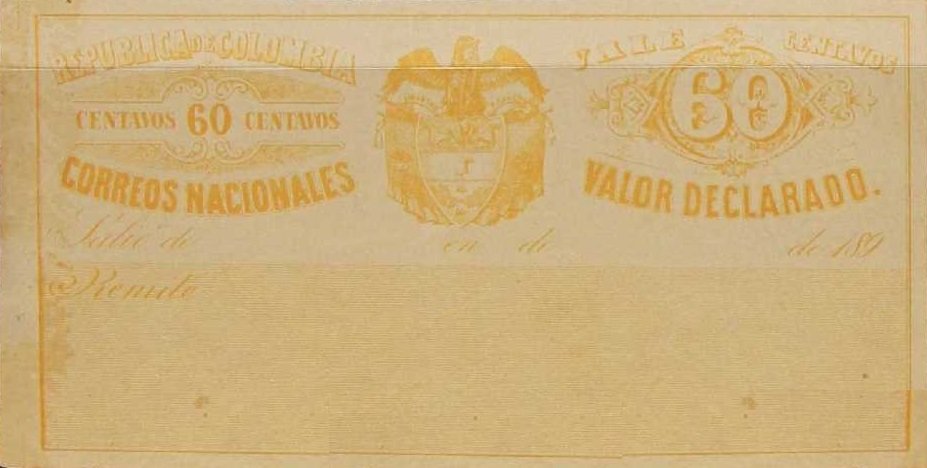 REPUBLICA DE COLOMBIA
CENTAVOS 60 CENTAVOS
CORREOS NACIONALES
VALE 60 CENTAVOS
VALOR DECLARADO.
Salió de en de de 189
Remite